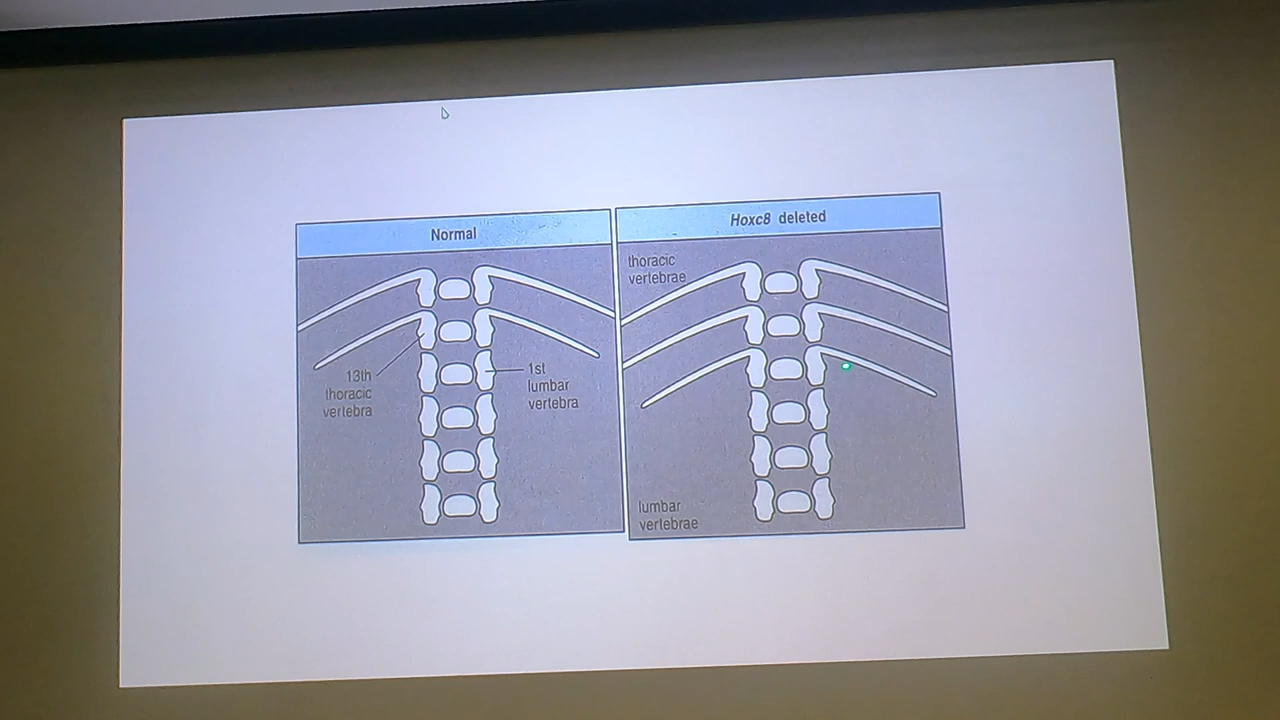 Normal
13th
thoracic
vertebra
1st
lumbar
vertebra
Hoxc8 deleted
thoracic
vertebrae
lumbar
vertebrae